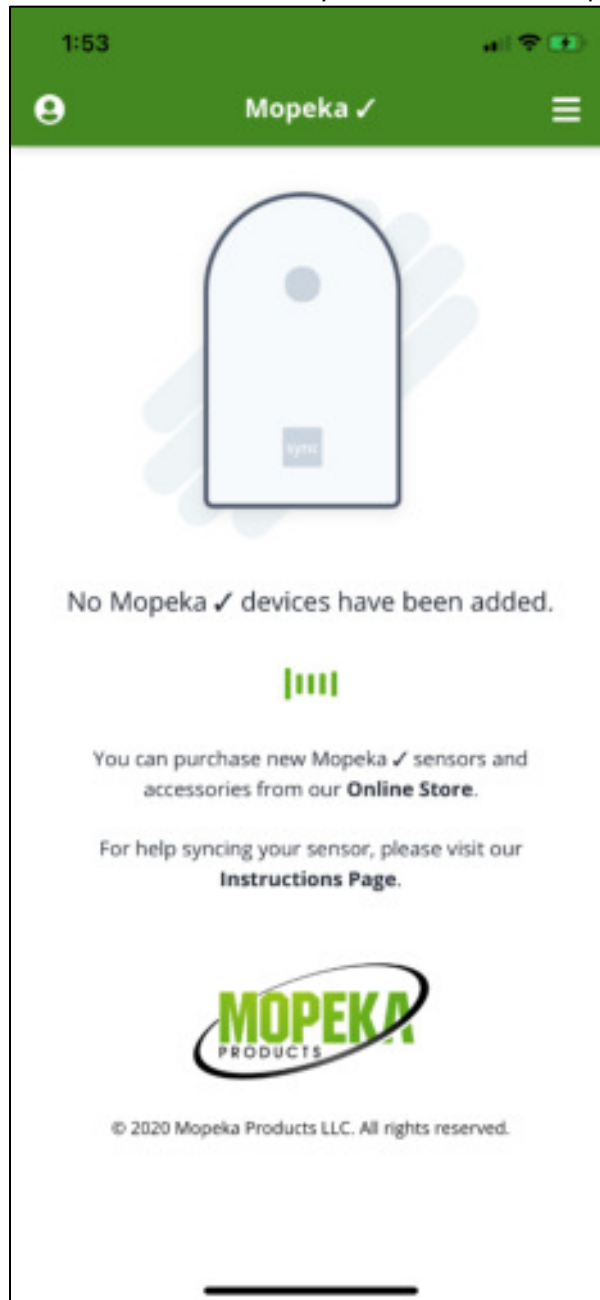 1:53
Mopeka ✓
sync
No Mopeka ✓ devices have been added.
You can purchase new Mopeka ✓ sensors and
accessories from our Online Store.
For help syncing your sensor, please visit our
Instructions Page.
MOPEKA
PRODUCTS
© 2020 Mopeka Products LLC. All rights reserved.